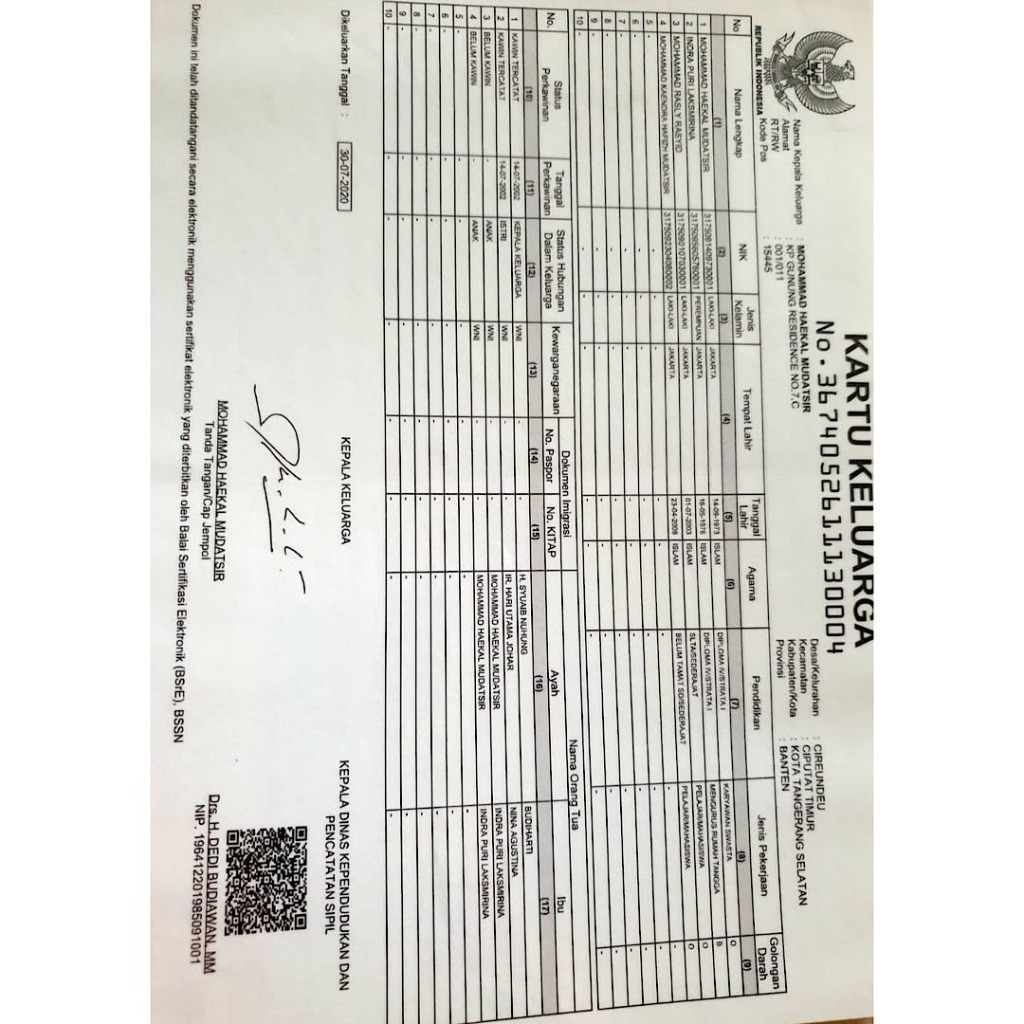 KARTU KELUARGA
No. 3674052611130004
REPUBLIK INDONESIA
Nama Kepala Keluarga : MOHAMMAD HAEKAL MUDATSIR
Alamat : KP GUNUNG RESIDENCE NO.7.C
RT/RW : 001/011
Kode Pos : 15445
Desa/Kelurahan : CIREUNDEU
Kecamatan : CIPUTAT TIMUR
Kabupaten/Kota : KOTA TANGERANG SELATAN
Provinsi : BANTEN
No Nama Lengkap NIK Jenis Kelamin Tempat Lahir Tanggal Lahir Agama Pendidikan Jenis Pekerjaan Golongan Darah
(1) (2) (3) (4) (5) (6) (7) (8) (9)
1 MOHAMMAD HAEKAL MUDATSIR 3175091409730001 LAKI-LAKI JAKARTA 14-09-1973 ISLAM DIPLOMA IV/STRATA I KARYAWAN SWASTA O
2 INDRA PURI LAKSMIRINA 3175095605760001 PEREMPUAN JAKARTA 16-05-1976 ISLAM DIPLOMA IV/STRATA I MENGURUS RUMAH TANGGA B
3 MOHAMMAD RASLY RASYID 3175090107030001 LAKI-LAKI JAKARTA 01-07-2003 ISLAM SLTA/SEDERAJAT PELAJAR/MAHASISWA O
4 MOHAMMAD KAENDRA HAFIZH MUDATSIR 3175092304080002 LAKI-LAKI JAKARTA 23-04-2008 ISLAM BELUM TAMAT SD/SEDERAJAT PELAJAR/MAHASISWA O
5 - - - - - - - - -
6 - - - - - - - - -
7 - - - - - - - - -
8 - - - - - - - - -
9 - - - - - - - - -
10 - - - - - - - - -
No. Status Perkawinan Tanggal Perkawinan Status Hubungan Dalam Keluarga Kewarganegaraan Dokumen Imigrasi No. Paspor No. KITAP Nama Orang Tua Ayah Ibu
(10) (11) (12) (13) (14) (15) (16) (17)
1 KAWIN TERCATAT 14-07-2002 KEPALA KELUARGA WNI - - H. SYUAIB NUHUNG BUDIHARTI
2 KAWIN TERCATAT 14-07-2002 ISTRI WNI - - IR. HARI UTAMA JOHAR NINA AGUSTINA
3 BELUM KAWIN - ANAK WNI - - MOHAMMAD HAEKAL MUDATSIR INDRA PURI LAKSMIRINA
4 BELUM KAWIN - ANAK WNI - - MOHAMMAD HAEKAL MUDATSIR INDRA PURI LAKSMIRINA
5 - - - - - - - -
6 - - - - - - - -
7 - - - - - - - -
8 - - - - - - - -
9 - - - - - - - -
10 - - - - - - - -
Dikeluarkan Tanggal : 30-07-2020
KEPALA KELUARGA
MOHAMMAD HAEKAL MUDATSIR
Tanda Tangan/Cap Jempol
KEPALA DINAS KEPENDUDUKAN DAN
PENCATATAN SIPIL
Drs. H. DEDI BUDIAWAN, MM
NIP. 196412201985091001
Dokumen ini telah ditandatangani secara elektronik menggunakan sertifikat elektronik yang diterbitkan oleh Balai Sertifikasi Elektronik (BSrE), BSSN